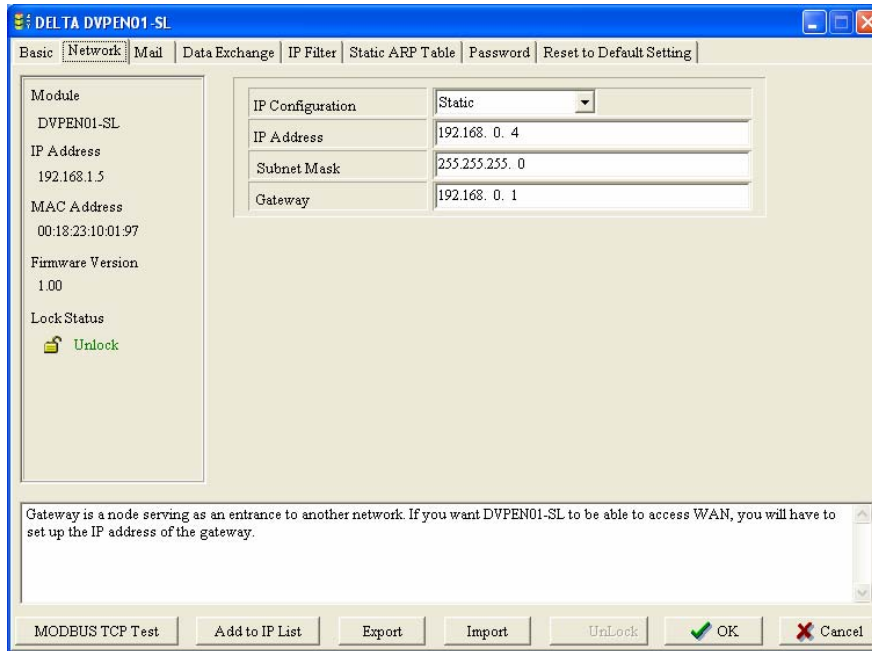 DELTA DVPEN01-SL
Basic Network Mail Data Exchange IP Filter Static ARP Table Password Reset to Default Setting
Module
DVPEN01-SL
IP Address
192.168.1.5
MAC Address
00:18:23:10:01:97
Firmware Version
1.00
Lock Status
Unlock
IP Configuration Static
IP Address 192.168. 0. 4
Subnet Mask 255.255.255. 0
Gateway 192.168. 0. 1
Gateway is a node serving as an entrance to another network. If you want DVPEN01-SL to be able to access WAN, you will have to
set up the IP address of the gateway.
MODBUS TCP Test Add to IP List Export Import UnLock OK Cancel